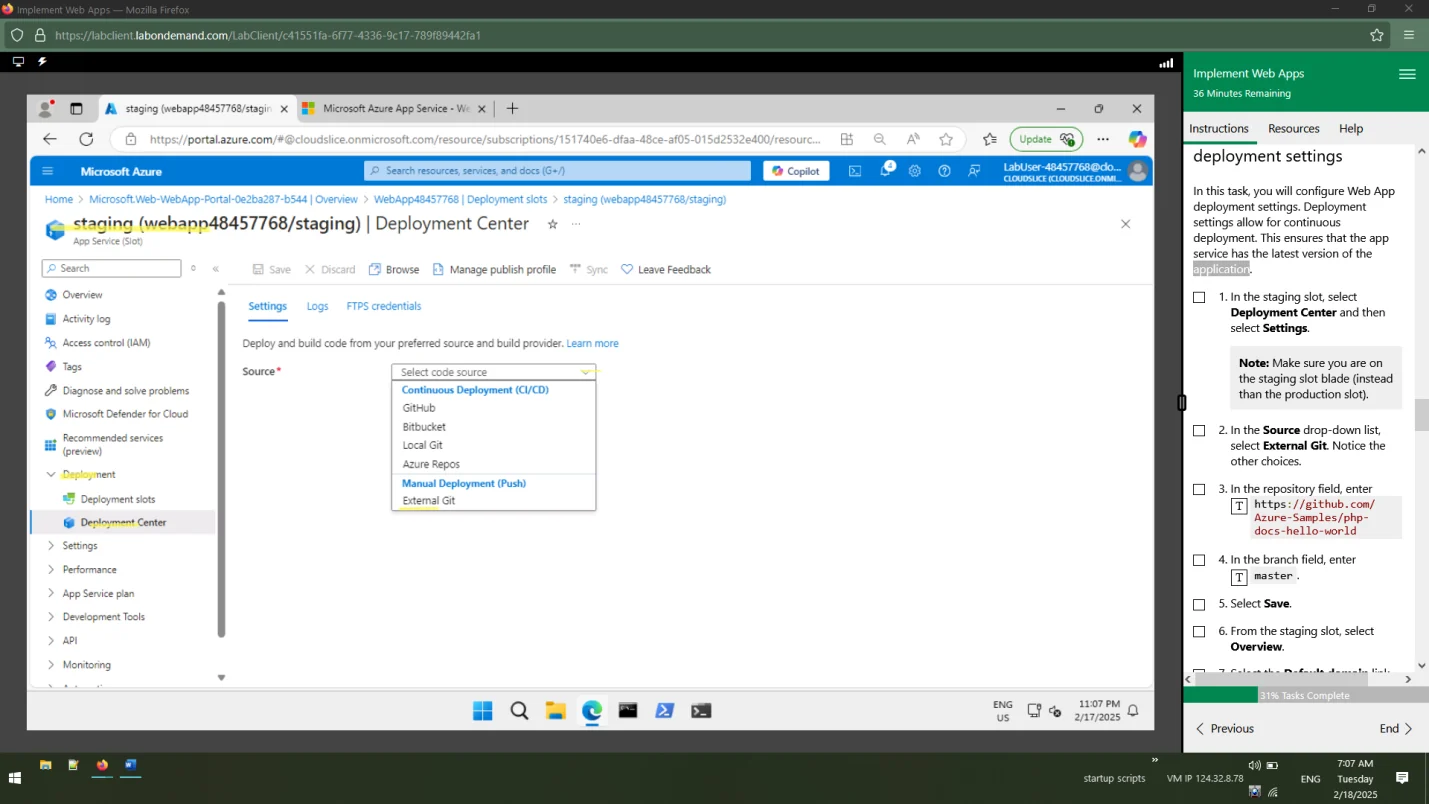 Implement Web Apps — Mozilla Firefox
https://labclient.labondemand.com/LabClient/c41551fa-6f77-4336-9c17-789f89442fa1
staging (webapp48457768/stagin
Microsoft Azure App Service - We
https://portal.azure.com/#@cloudslice.onmicrosoft.com/resource/subscriptions/151740e6-dfaa-48ce-af05-015d2532e400/resourc...
Update
Microsoft Azure
Search resources, services, and docs (G+/)
Copilot
4
LabUser-48457768@clo...
CLOUDSLICE (CLOUDSLICE.ONMI...
Home > Microsoft.Web-WebApp-Portal-0e2ba287-b544 | Overview > WebApp48457768 | Deployment slots > staging (webapp48457768/staging)
staging (webapp48457768/staging) | Deployment Center
App Service (Slot)
Search
Save
Discard
Browse
Manage publish profile
Sync
Leave Feedback
Overview
Activity log
Access control (IAM)
Tags
Diagnose and solve problems
Microsoft Defender for Cloud
Recommended services
(preview)
Deployment
Deployment slots
Deployment Center
Settings
Performance
App Service plan
Development Tools
API
Monitoring
Settings
Logs
FTPS credentials
Deploy and build code from your preferred source and build provider. Learn more
Source*
Select code source
Continuous Deployment (CI/CD)
GitHub
Bitbucket
Local Git
Azure Repos
Manual Deployment (Push)
External Git
ENG
US
11:07 PM
2/17/2025
Implement Web Apps
36 Minutes Remaining
Instructions
Resources
Help
deployment settings
In this task, you will configure Web App
deployment settings. Deployment
settings allow for continuous
deployment. This ensures that the app
service has the latest version of the
application.
1. In the staging slot, select
Deployment Center and then
select Settings.
Note: Make sure you are on
the staging slot blade (instead
than the production slot).
2. In the Source drop-down list,
select External Git. Notice the
other choices.
3. In the repository field, enter
T https://github.com/
Azure-Samples/php-
docs-hello-world
4. In the branch field, enter
T master .
5. Select Save.
6. From the staging slot, select
Overview.
7. Select the Default domain link
31% Tasks Complete
Previous
End
startup scripts
VM IP 124.32.8.78
ENG
7:07 AM
Tuesday
2/18/2025